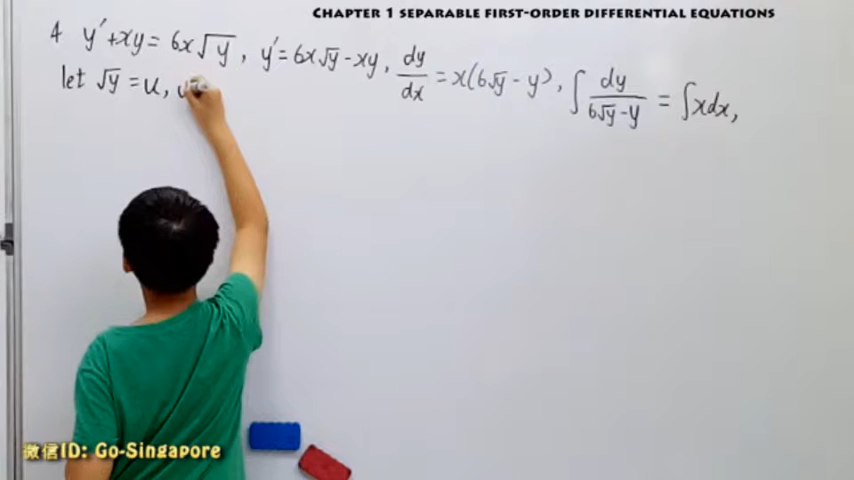 CHAPTER 1 SEPARABLE FIRST-ORDER DIFFERENTIAL EQUATIONS
4 y′+xy = 6x√y , y′= 6x√y - xy, dy/dx = x(6√y - y), ∫ dy/(6√y-y) = ∫xdx,
let √y = u,
微信ID: Go-Singapore